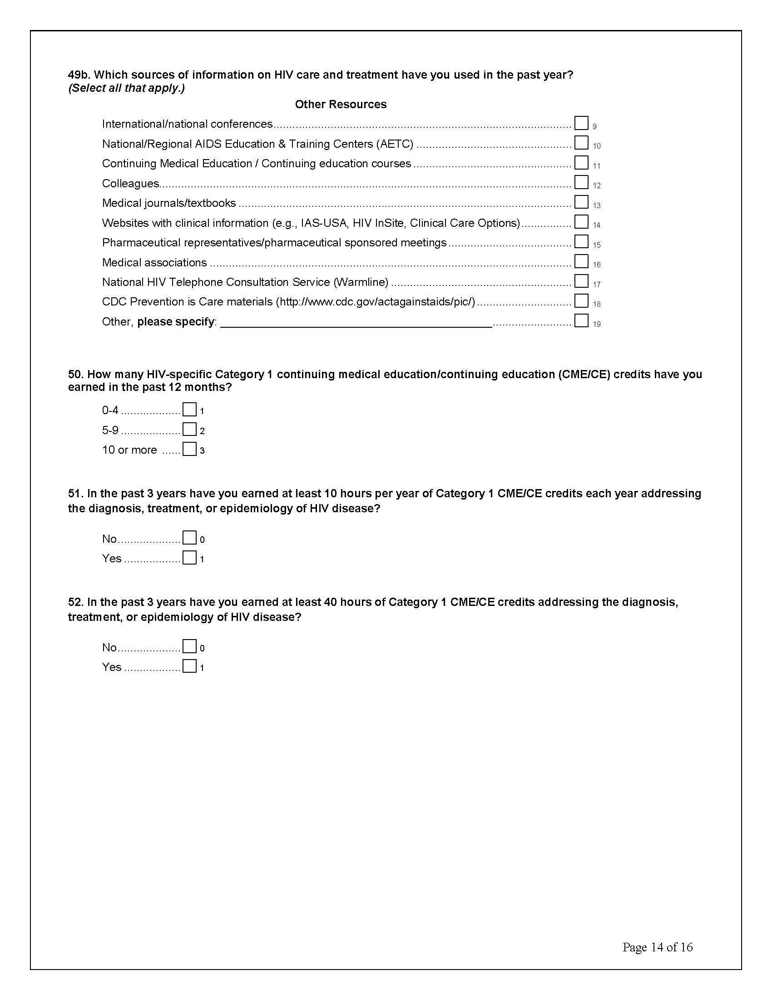 49b. Which sources of information on HIV care and treatment have you used in the past year?
(Select all that apply.)
Other Resources
International/national conferences............................................................................................. 9
National/Regional AIDS Education & Training Centers (AETC) ................................................. 10
Continuing Medical Education / Continuing education courses .................................................. 11
Colleagues.................................................................................................................................. 12
Medical journals/textbooks ......................................................................................................... 13
Websites with clinical information (e.g., IAS-USA, HIV InSite, Clinical Care Options)................ 14
Pharmaceutical representatives/pharmaceutical sponsored meetings....................................... 15
Medical associations .................................................................................................................. 16
National HIV Telephone Consultation Service (Warmline) ......................................................... 17
CDC Prevention is Care materials (http://www.cdc.gov/actagainstaids/pic/).............................. 18
Other, please specify: ___________________________________________......................... 19
50. How many HIV-specific Category 1 continuing medical education/continuing education (CME/CE) credits have you
earned in the past 12 months?
0-4 ................... 1
5-9 ................... 2
10 or more ...... 3
51. In the past 3 years have you earned at least 10 hours per year of Category 1 CME/CE credits each year addressing
the diagnosis, treatment, or epidemiology of HIV disease?
No.................... 0
Yes .................. 1
52. In the past 3 years have you earned at least 40 hours of Category 1 CME/CE credits addressing the diagnosis,
treatment, or epidemiology of HIV disease?
No.................... 0
Yes .................. 1
Page 14 of 16